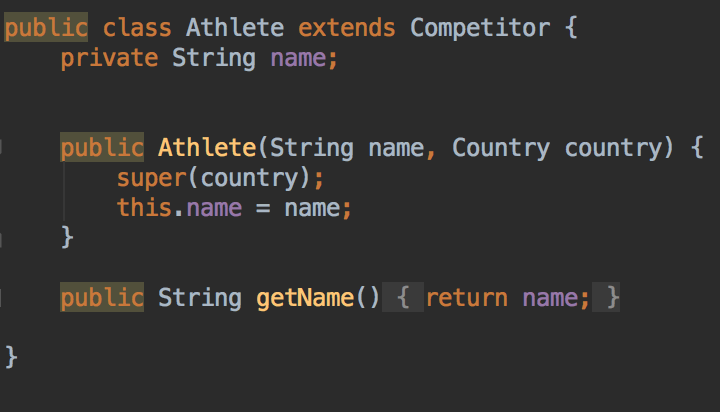 public class Athlete extends Competitor {
private String name;
public Athlete(String name, Country country) {
super(country);
this.name = name;
}
public String getName() { return name; }
}